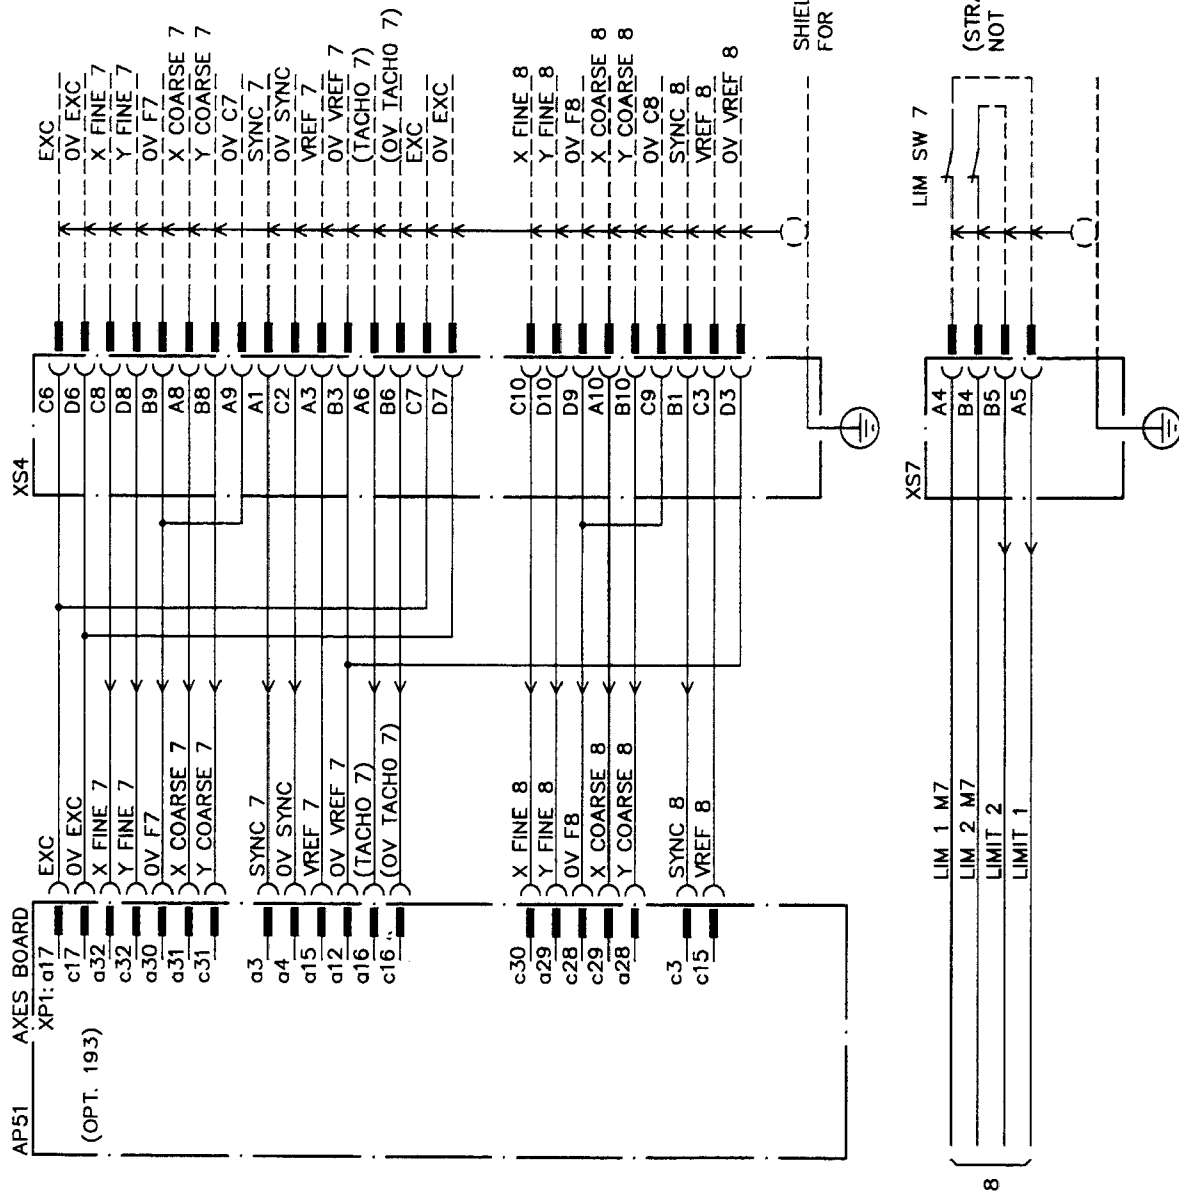 AP51
AXES BOARD
XP1:
(OPT. 193)
a17
c17
a32
c32
a30
a31
c31
a3
a4
a15
a12
a16
c16
c30
a29
c28
c29
a28
c3
c15
EXC
0V EXC
X FINE 7
Y FINE 7
0V F7
X COARSE 7
Y COARSE 7
SYNC 7
0V SYNC
VREF 7
0V VREF 7
(TACHO 7)
(0V TACHO 7)
X FINE 8
Y FINE 8
0V F8
X COARSE 8
Y COARSE 8
SYNC 8
VREF 8
XS4
C6
D6
C8
D8
B9
A8
B8
A9
A1
C2
A3
B3
A6
B6
C7
D7
C10
D10
D9
A10
B10
C9
B1
C3
D3
EXC
0V EXC
X FINE 7
Y FINE 7
0V F7
X COARSE 7
Y COARSE 7
0V C7
SYNC 7
0V SYNC
VREF 7
0V VREF 7
(TACHO 7)
(0V TACHO 7)
EXC
0V EXC
X FINE 8
Y FINE 8
0V F8
X COARSE 8
Y COARSE 8
0V C8
SYNC 8
VREF 8
0V VREF 8
SHIEL
FOR
8
LIM 1 M7
LIM 2 M7
LIMIT 2
LIMIT 1
XS7
A4
B4
B5
A5
LIM SW 7
(STRA
NOT